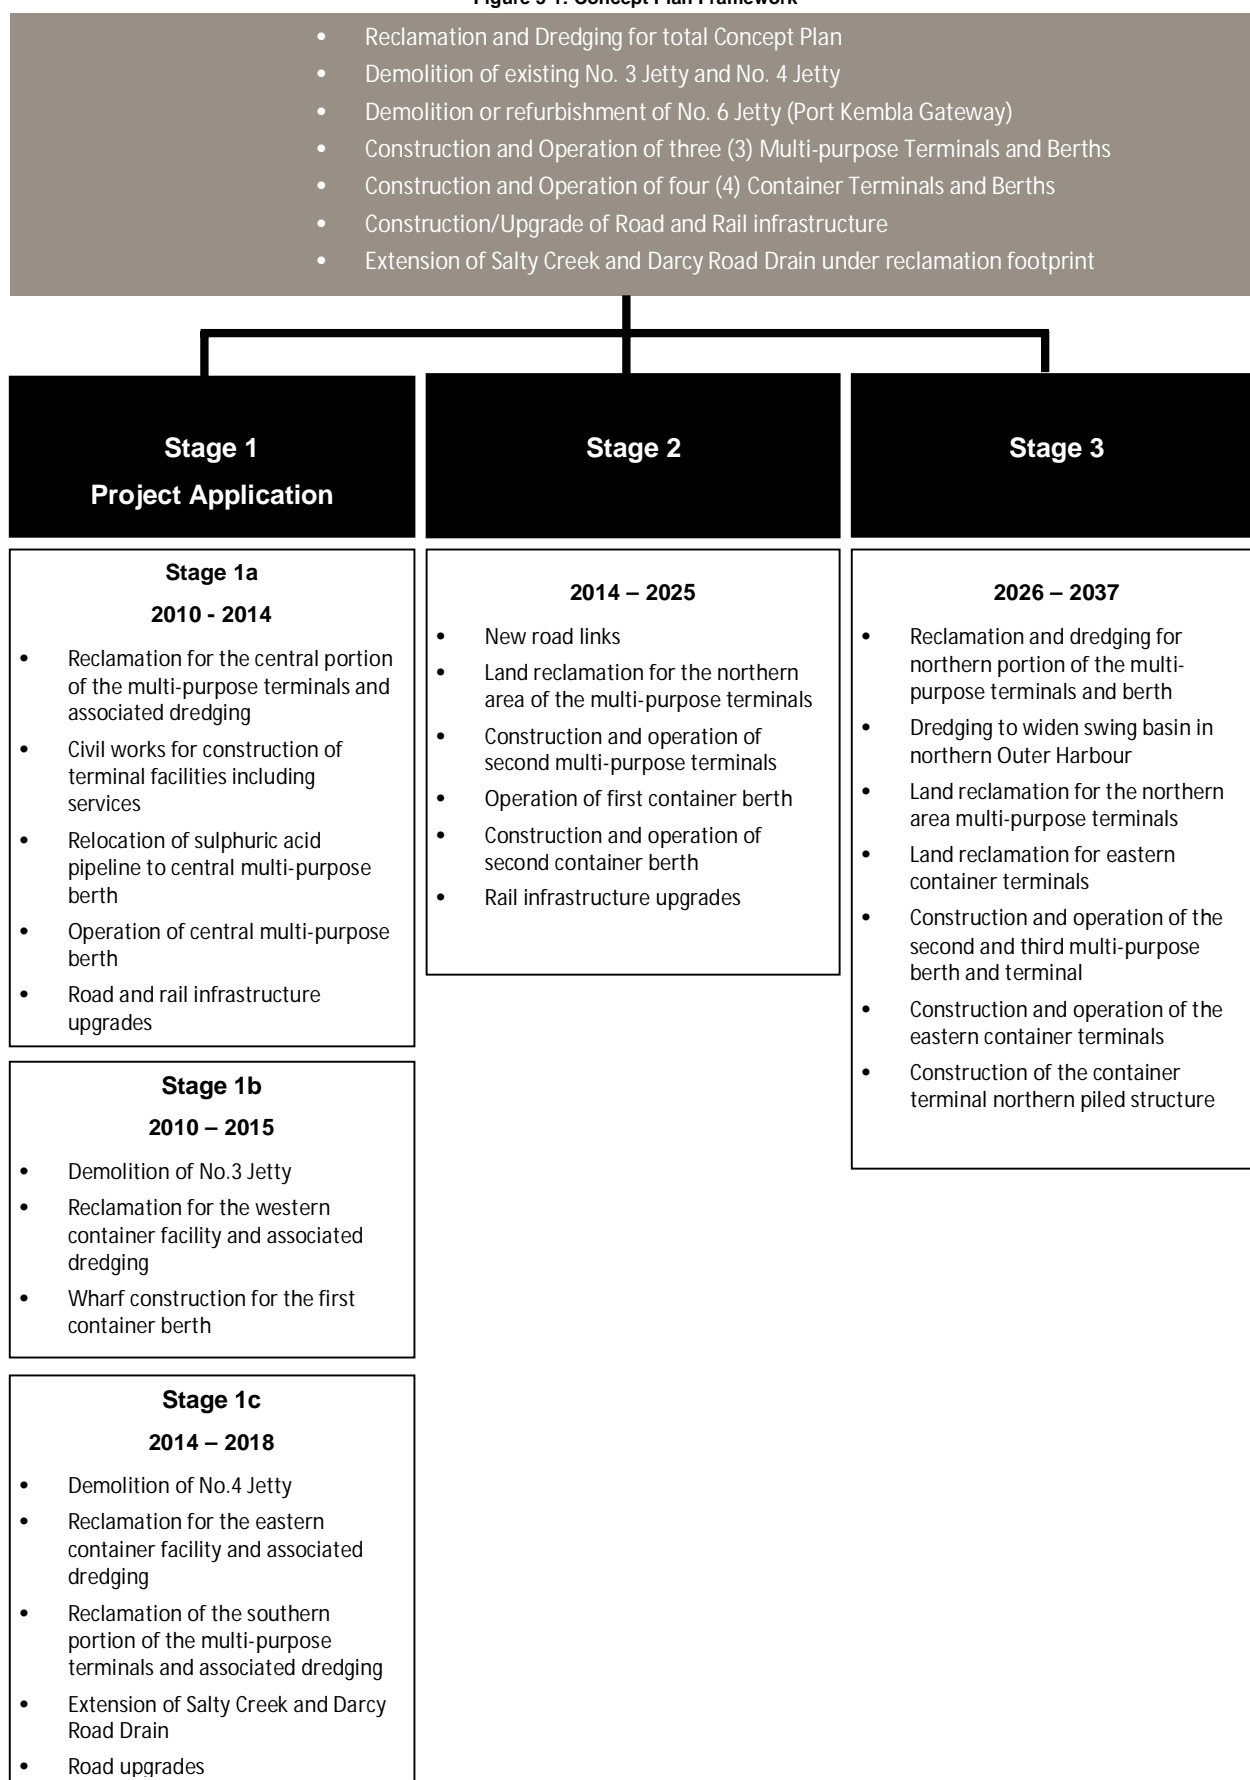 Figure 3-1: Concept Plan Framework
• Reclamation and Dredging for total Concept Plan
• Demolition of existing No. 3 Jetty and No. 4 Jetty
• Demolition or refurbishment of No. 6 Jetty (Port Kembla Gateway)
• Construction and Operation of three (3) Multi-purpose Terminals and Berths
• Construction and Operation of four (4) Container Terminals and Berths
• Construction/Upgrade of Road and Rail infrastructure
• Extension of Salty Creek and Darcy Road Drain under reclamation footprint
Stage 1
Project Application
Stage 1a
2010 - 2014
• Reclamation for the central portion
of the multi-purpose terminals and
associated dredging
• Civil works for construction of
terminal facilities including
services
• Relocation of sulphuric acid
pipeline to central multi-purpose
berth
• Operation of central multi-purpose
berth
• Road and rail infrastructure
upgrades
Stage 1b
2010 – 2015
• Demolition of No.3 Jetty
• Reclamation for the western
container facility and associated
dredging
• Wharf construction for the first
container berth
Stage 1c
2014 – 2018
• Demolition of No.4 Jetty
• Reclamation for the eastern
container facility and associated
dredging
• Reclamation of the southern
portion of the multi-purpose
terminals and associated dredging
• Extension of Salty Creek and Darcy
Road Drain
• Road upgrades
Stage 2
2014 – 2025
• New road links
• Land reclamation for the northern
area of the multi-purpose terminals
• Construction and operation of
second multi-purpose terminals
• Operation of first container berth
• Construction and operation of
second container berth
• Rail infrastructure upgrades
Stage 3
2026 – 2037
• Reclamation and dredging for
northern portion of the multi-
purpose terminals and berth
• Dredging to widen swing basin in
northern Outer Harbour
• Land reclamation for the northern
area multi-purpose terminals
• Land reclamation for eastern
container terminals
• Construction and operation of the
second and third multi-purpose
berth and terminal
• Construction and operation of the
eastern container terminals
• Construction of the container
terminal northern piled structure